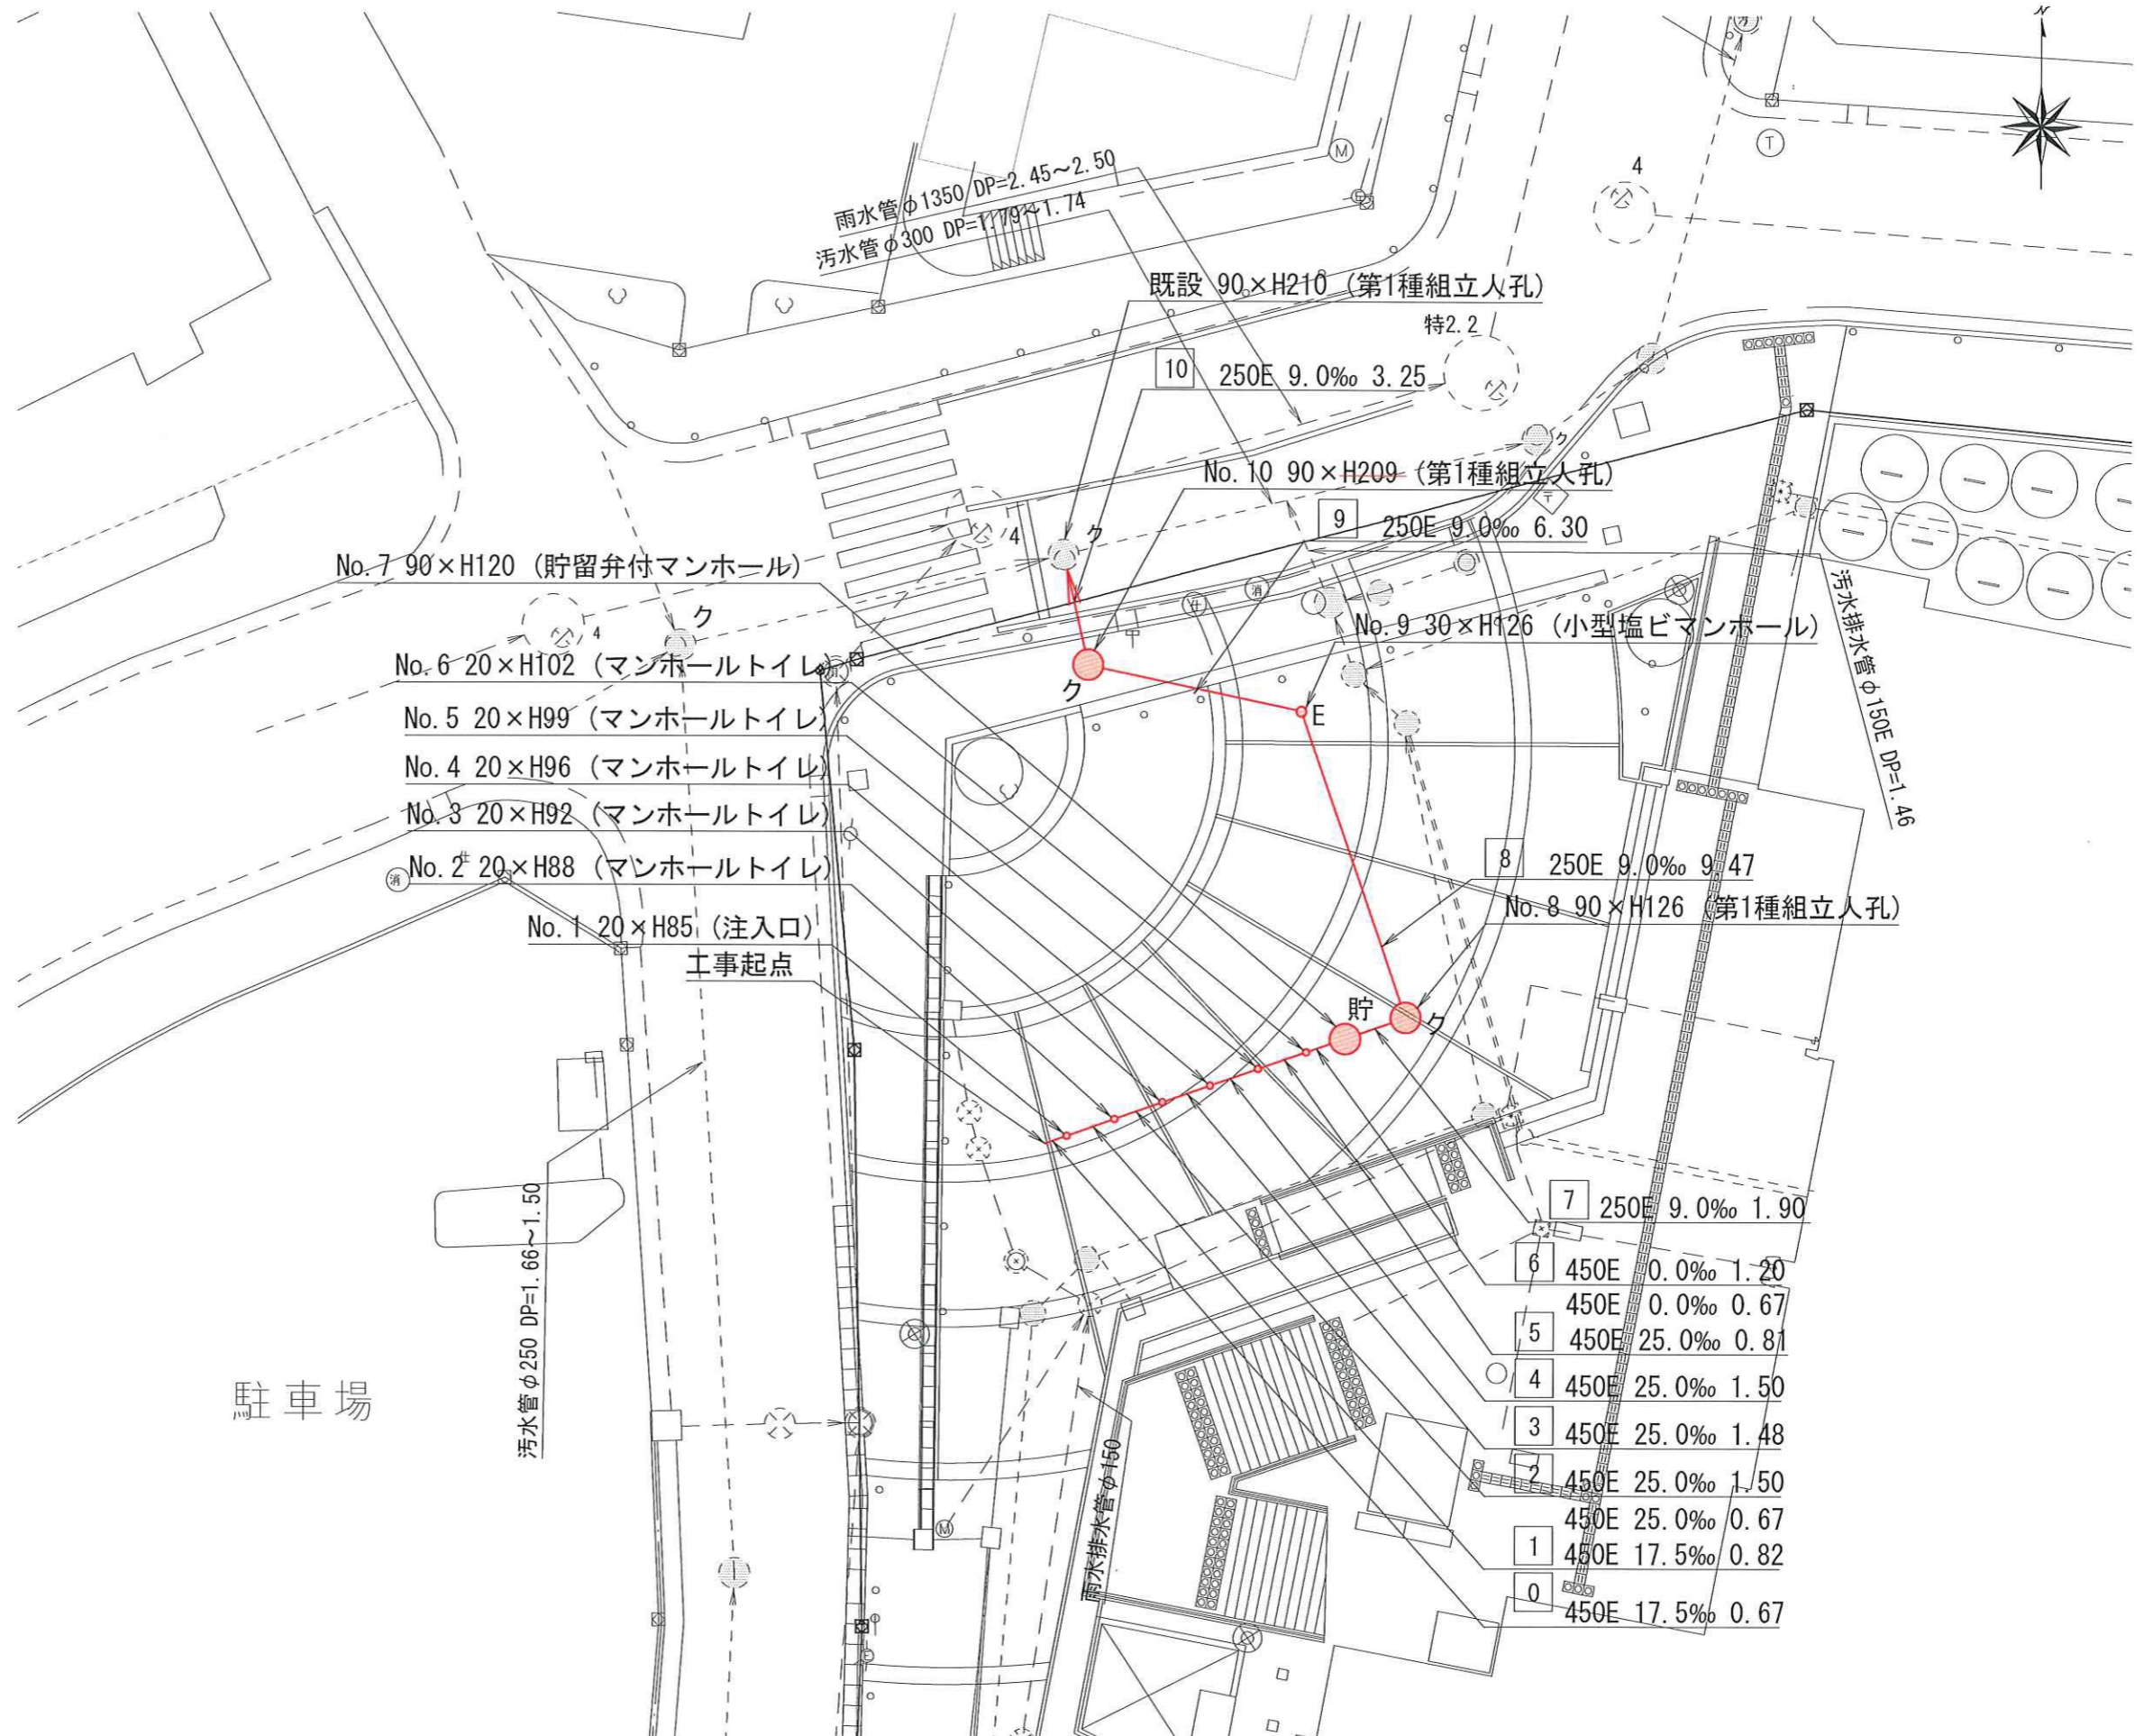 N
雨水管φ1350 DP=2.45～2.50
汚水管φ300 DP=1.79～1.74
M
T
4
既設 90×H210 (第1種組立人孔)
特2.2
10 250E 9.0‰ 3.25
No.10 90×H209 (第1種組立人孔)
〒
9 250E 9.0‰ 6.30
ク
ク
4
No.7 90×H120 (貯留弁付マンホール)
消
仕
汚水排水管φ150E DP=1.46
No.9 30×H126 (小型塩ビマンホール)
4
ク
No.6 20×H102 (マンホールトイレ)
ク
E
No.5 20×H99 (マンホールトイレ)
No.4 20×H96 (マンホールトイレ)
No.3 20×H92 (マンホールトイレ)
消
仕
No.2 20×H88 (マンホールトイレ)
8 250E 9.0‰ 9.47
No.8 90×H126 (第1種組立人孔)
No.1 20×H85 (注入口)
工事起点
貯
ク
汚水管φ250 DP=1.66～1.50
7 250E 9.0‰ 1.90
6 450E 0.0‰ 1.20
450E 0.0‰ 0.67
5 450E 25.0‰ 0.81
4 450E 25.0‰ 1.50
3 450E 25.0‰ 1.48
2 450E 25.0‰ 1.50
450E 25.0‰ 0.67
1 450E 17.5‰ 0.82
0 450E 17.5‰ 0.67
駐車場
雨水排水管φ150
M